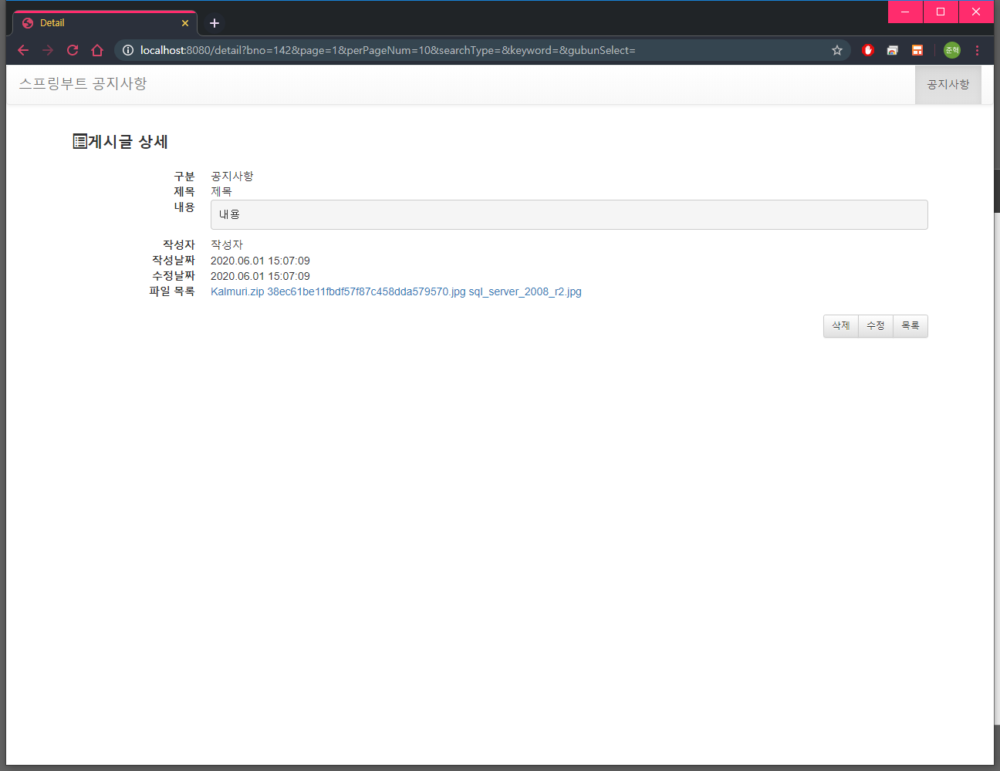 Detail
localhost:8080/detail?bno=142&page=1&perPageNum=10&searchType=&keyword=&gubunSelect=
준혁
스프링부트 공지사항
공지사항
게시글 상세
구분 공지사항
제목 제목
내용 내용
작성자 작성자
작성날짜 2020.06.01 15:07:09
수정날짜 2020.06.01 15:07:09
파일 목록 Kalmuri.zip 38ec61be11fbdf57f87c458dda579570.jpg sql_server_2008_r2.jpg
삭제 수정 목록